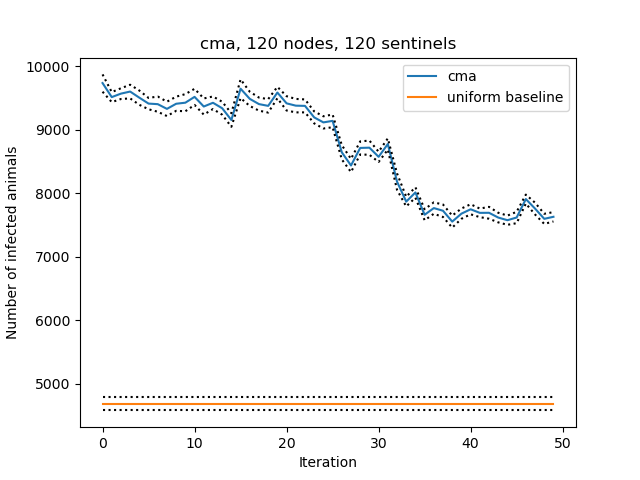 cma, 120 nodes, 120 sentinels
cma
uniform baseline
Number of infected animals
10000
9000
8000
7000
6000
5000
0 10 20 30 40 50
Iteration